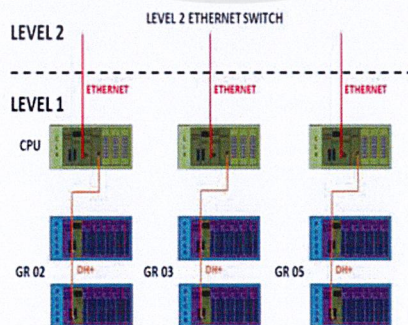 LEVEL 2 ETHERNET SWITCH
LEVEL 2
ETHERNET ETHERNET ETHERNET
LEVEL 1
CPU
GR 02 DH+ GR 03 DH+ GR 05 DH+